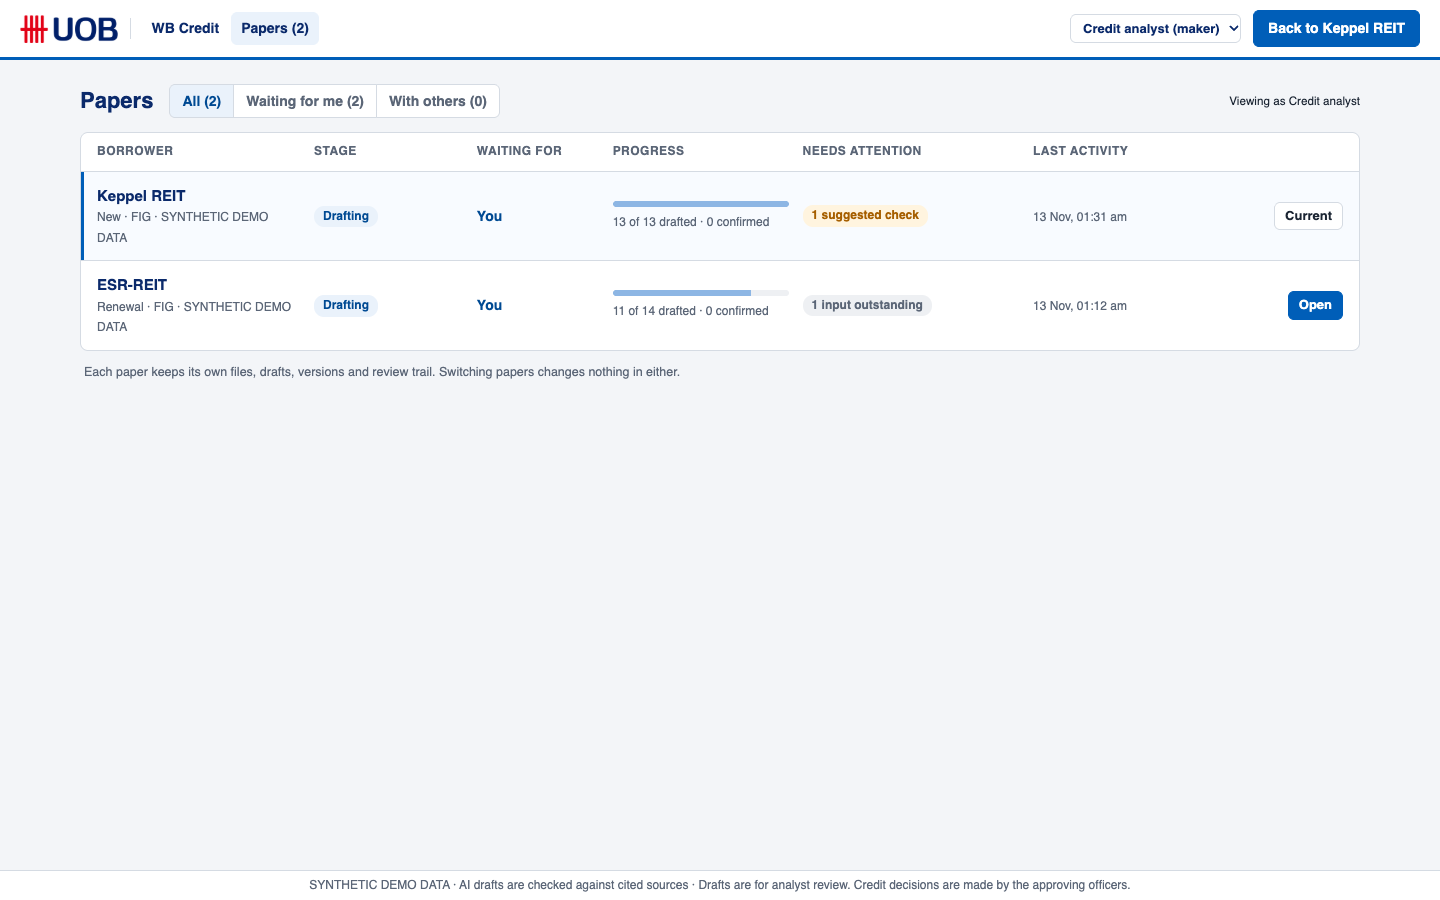 UOB
WB Credit
Papers (2)
Credit analyst (maker)
Back to Keppel REIT
Papers
All (2)
Waiting for me (2)
With others (0)
Viewing as Credit analyst
BORROWER
STAGE
WAITING FOR
PROGRESS
NEEDS ATTENTION
LAST ACTIVITY
Keppel REIT
New · FIG · SYNTHETIC DEMO
DATA
Drafting
You
13 of 13 drafted · 0 confirmed
1 suggested check
13 Nov, 01:31 am
Current
ESR-REIT
Renewal · FIG · SYNTHETIC DEMO
DATA
Drafting
You
11 of 14 drafted · 0 confirmed
1 input outstanding
13 Nov, 01:12 am
Open
Each paper keeps its own files, drafts, versions and review trail. Switching papers changes nothing in either.
SYNTHETIC DEMO DATA · AI drafts are checked against cited sources · Drafts are for analyst review. Credit decisions are made by the approving officers.